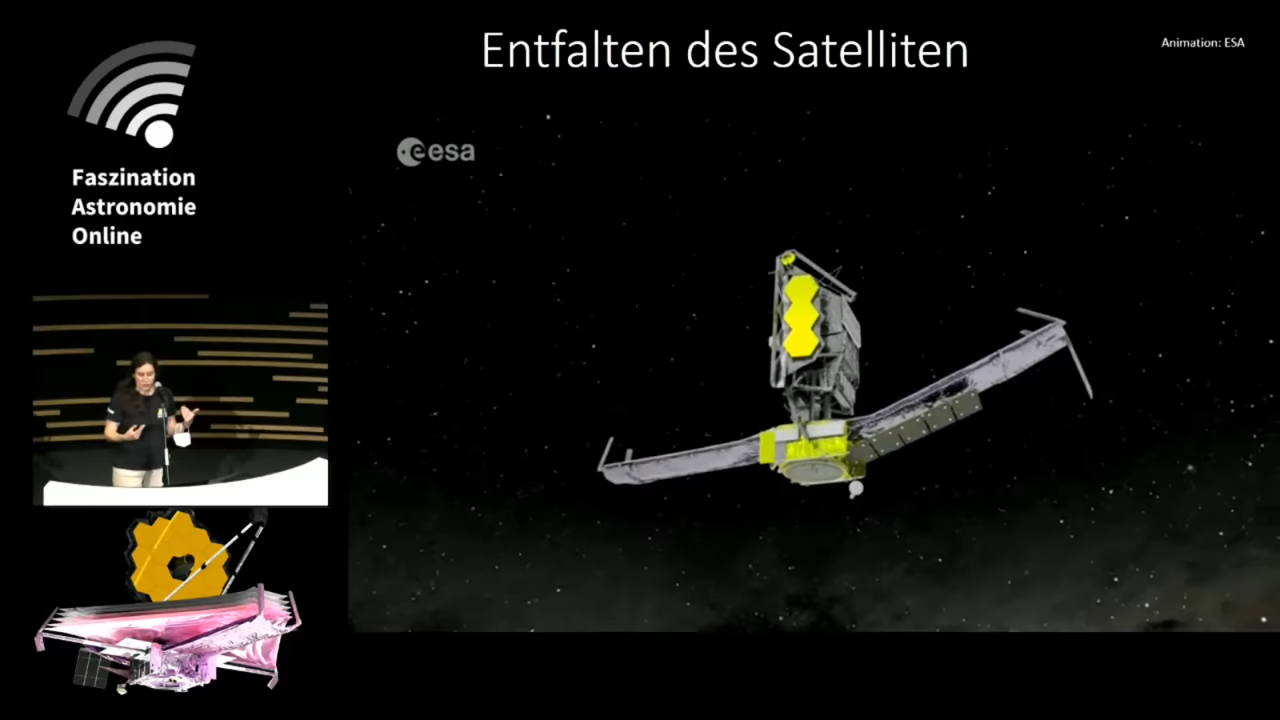 Entfalten des Satelliten
Animation: ESA
esa
Faszination
Astronomie
Online